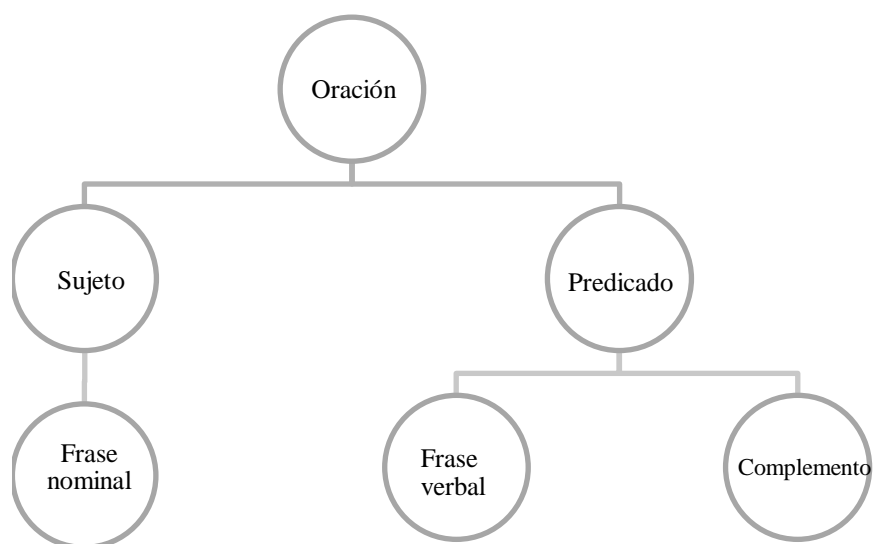 Oración
Sujeto
Predicado
Frase
nominal
Frase
verbal
Complemento